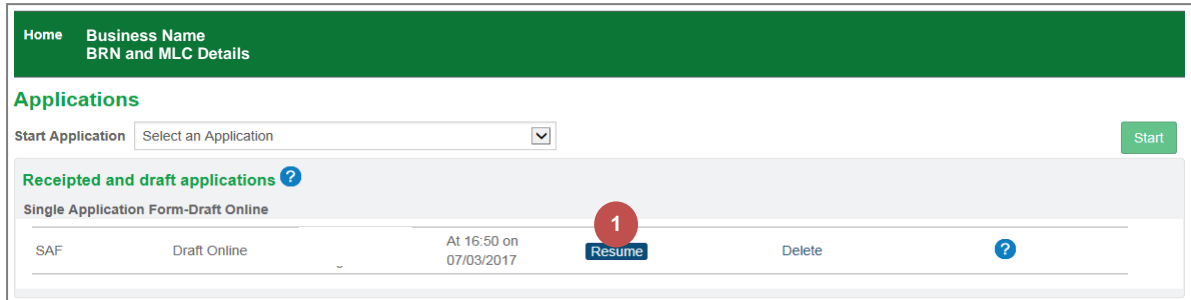 Home Business Name
BRN and MLC Details
Applications
Start Application Select an Application Start
Receipted and draft applications ?
Single Application Form-Draft Online
1
SAF Draft Online At 16:50 on 07/03/2017 Resume Delete ?